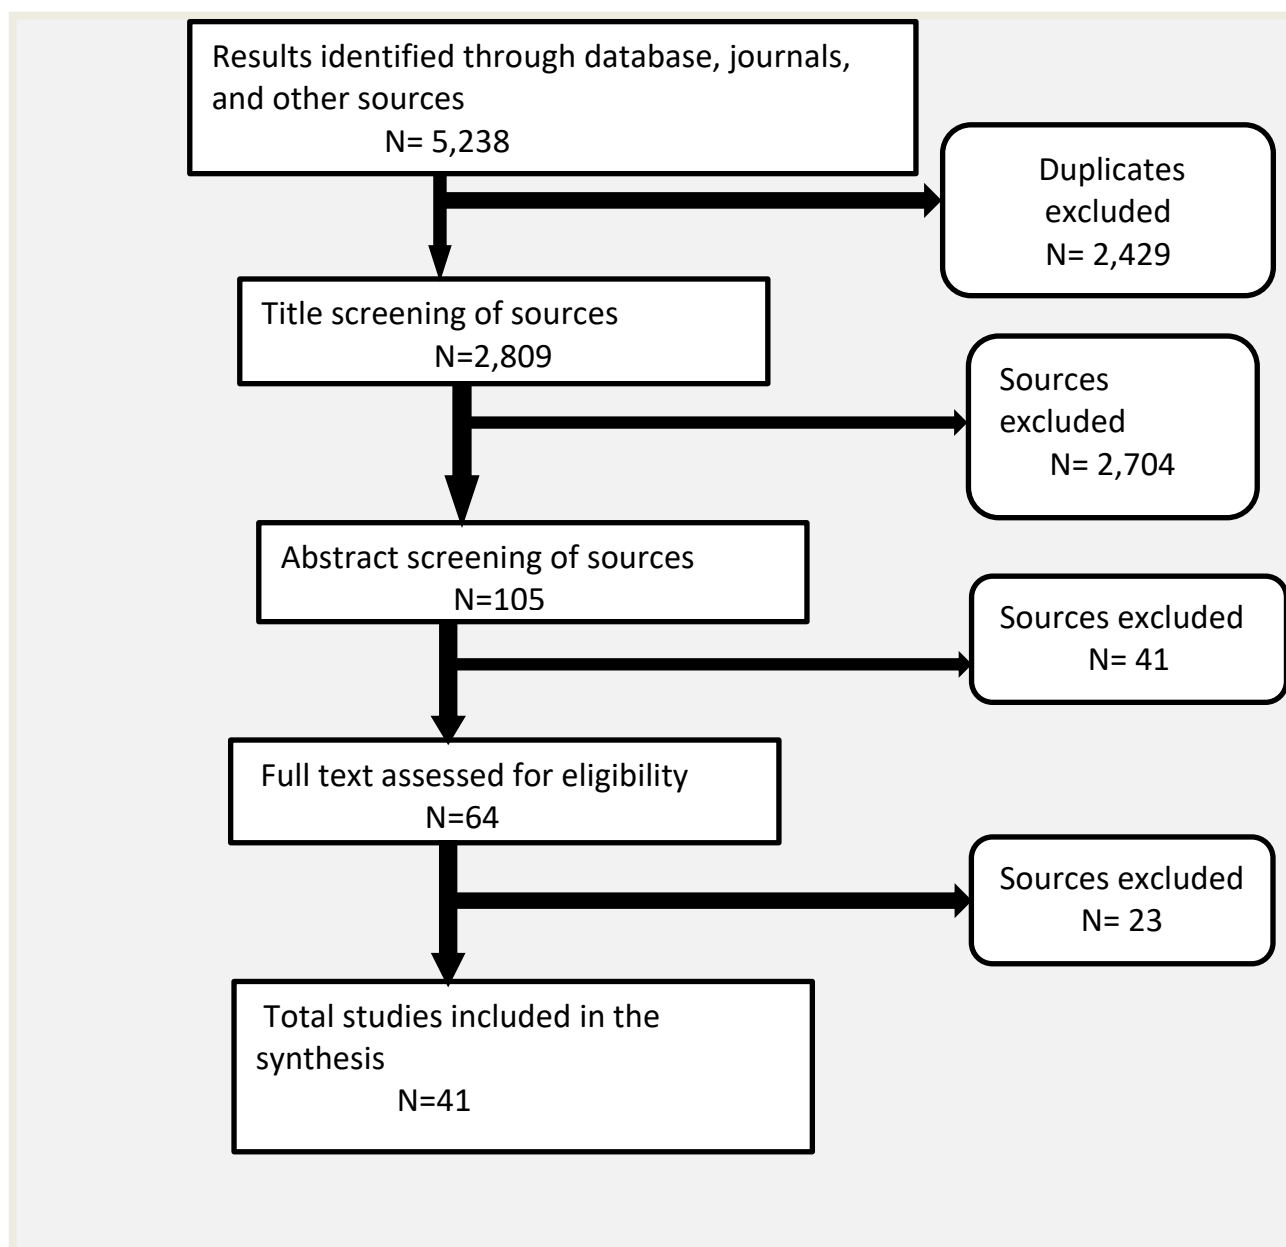 Results identified through database, journals,
and other sources
N= 5,238
Duplicates
excluded
N= 2,429
Title screening of sources
N=2,809
Sources
excluded
N= 2,704
Abstract screening of sources
N=105
Sources excluded
N= 41
Full text assessed for eligibility
N=64
Sources excluded
N= 23
Total studies included in the
synthesis
N=41